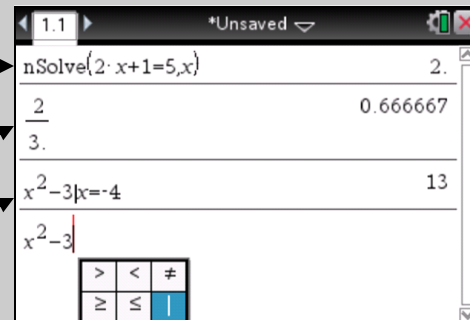 1.1 *Unsaved
nSolve(2·x+1=5,x) 2.
2/3. 0.666667
x²-3|x=-4 13
x²-3
> < ≠
≥ ≤ |